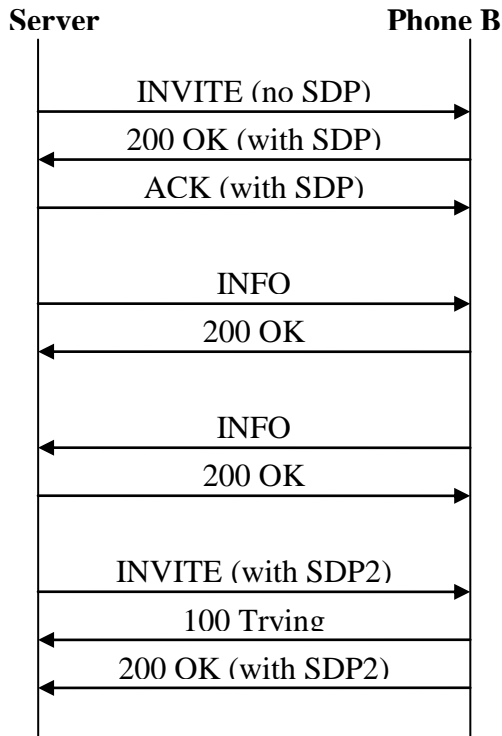 Server Phone B
INVITE (no SDP)
200 OK (with SDP)
ACK (with SDP)
INFO
200 OK
INFO
200 OK
INVITE (with SDP2)
100 Trying
200 OK (with SDP2)